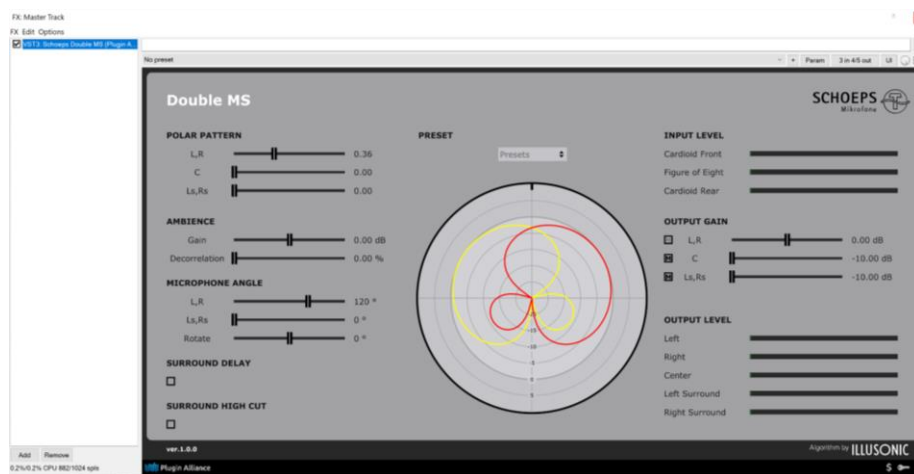 FX: Master Track
FX Edit Options
VST3: Schoeps Double MS (Plugin A...
No preset
- + Param 3 in 4/5 out UI
Double MS
SCHOEPS
Mikrofone
POLAR PATTERN
L,R 0.36
C 0.00
Ls,Rs 0.00
AMBIENCE
Gain 0.00 dB
Decorrelation 0.00 %
MICROPHONE ANGLE
L,R 120 °
Ls,Rs 0 °
Rotate 0 °
SURROUND DELAY
SURROUND HIGH CUT
PRESET
Presets
-15
-10
-5
0
5
INPUT LEVEL
Cardioid Front
Figure of Eight
Cardioid Rear
OUTPUT GAIN
L,R 0.00 dB
M C -10.00 dB
M Ls,Rs -10.00 dB
OUTPUT LEVEL
Left
Right
Center
Left Surround
Right Surround
ver.1.0.0
Algorithm by ILLUSONIC
Add Remove
0.2%/0.2% CPU 882/1024 spls
Plugin Alliance
$